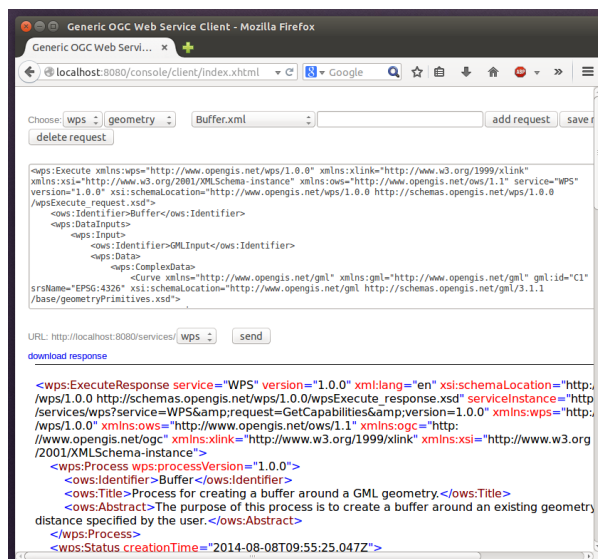 Generic OGC Web Service Client - Mozilla Firefox
Generic OGC Web Servi... ×
localhost:8080/console/client/index.xhtml Google
Choose: wps geometry Buffer.xml add request save r
delete request
<wps:Execute xmlns:wps="http://www.opengis.net/wps/1.0.0" xmlns:xlink="http://www.w3.org/1999/xlink"
xmlns:xsi="http://www.w3.org/2001/XMLSchema-instance" xmlns:ows="http://www.opengis.net/ows/1.1" service="WPS"
version="1.0.0" xsi:schemaLocation="http://www.opengis.net/wps/1.0.0 http://schemas.opengis.net/wps/1.0.0
/wpsExecute_request.xsd">
<ows:Identifier>Buffer</ows:Identifier>
<wps:DataInputs>
<wps:Input>
<ows:Identifier>GMLInput</ows:Identifier>
<wps:Data>
<wps:ComplexData>
<Curve xmlns="http://www.opengis.net/gml" xmlns:gml="http://www.opengis.net/gml" gml:id="C1"
srsName="EPSG:4326" xsi:schemaLocation="http://www.opengis.net/gml http://schemas.opengis.net/gml/3.1.1
/base/geometryPrimitives.xsd">
URL: http://localhost:8080/services/ wps send
download response
<wps:ExecuteResponse service="WPS" version="1.0.0" xml:lang="en" xsi:schemaLocation="http:/
/wps/1.0.0 http://schemas.opengis.net/wps/1.0.0/wpsExecute_response.xsd" serviceInstance="http
/services/wps?service=WPS&amp;request=GetCapabilities&amp;version=1.0.0" xmlns:wps="http:/
/wps/1.0.0" xmlns:ows="http://www.opengis.net/ows/1.1" xmlns:ogc="http:
//www.opengis.net/ogc" xmlns:xlink="http://www.w3.org/1999/xlink" xmlns:xsi="http://www.w3.org
/2001/XMLSchema-instance">
<wps:Process wps:processVersion="1.0.0">
<ows:Identifier>Buffer</ows:Identifier>
<ows:Title>Process for creating a buffer around a GML geometry.</ows:Title>
<ows:Abstract>The purpose of this process is to create a buffer around an existing geometry
distance specified by the user.</ows:Abstract>
</wps:Process>
<wps:Status creationTime="2014-08-08T09:55:25.047Z">